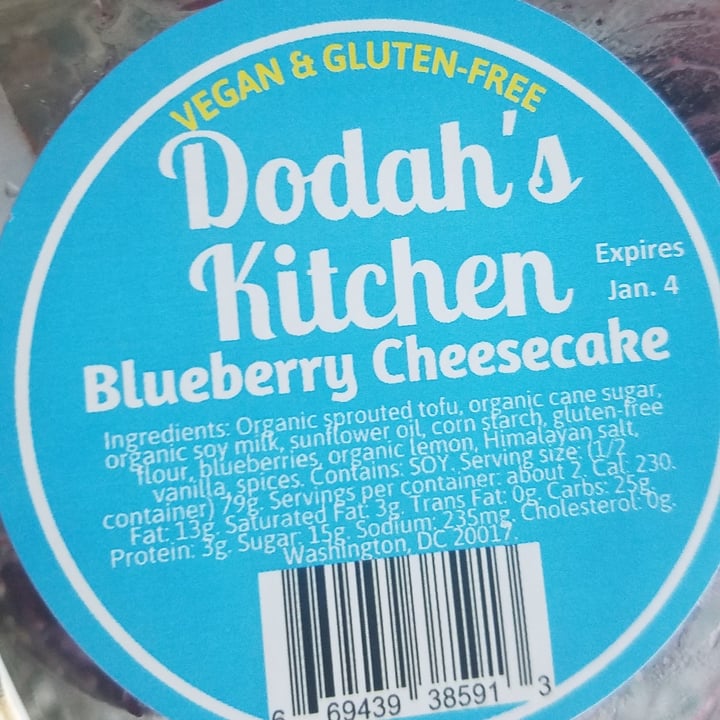 VEGAN & GLUTEN-FREE
Dodah's
Kitchen
Expires
Jan. 4
Blueberry Cheesecake
Ingredients: Organic sprouted tofu, organic cane sugar,
organic soy milk, sunflower oil, corn starch, gluten-free
flour, blueberries, organic lemon, Himalayan salt,
vanilla, spices. Contains: SOY. Serving size: (1/2
container) 79g. Servings per container: about 2. Cal: 230.
Fat: 13g. Saturated Fat: 3g. Trans Fat: 0g. Carbs: 25g.
Protein: 3g. Sugar: 15g. Sodium: 235mg. Cholesterol: 0g.
Washington, DC 20017.
6 69439 38591 3